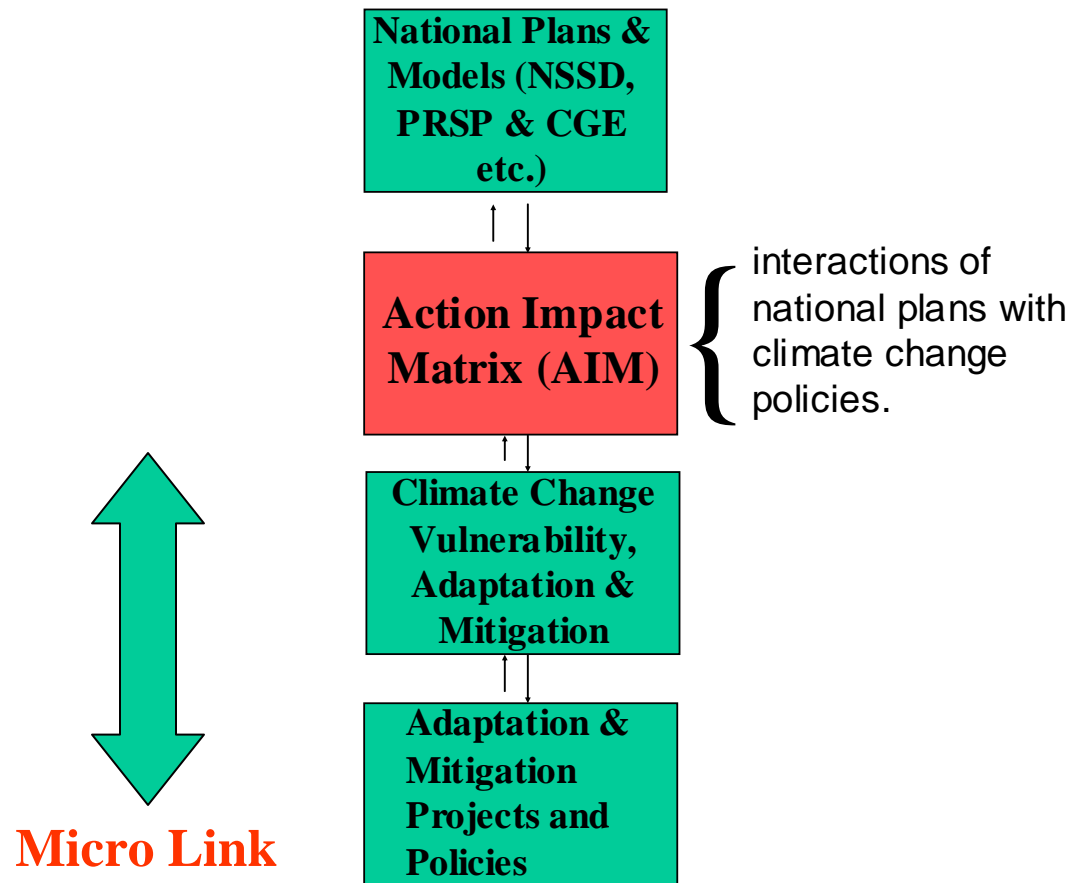 National Plans &
Models (NSSD,
PRSP & CGE
etc.)
Action Impact
Matrix (AIM)
interactions of
national plans with
climate change
policies.
Climate Change
Vulnerability,
Adaptation &
Mitigation
Adaptation &
Mitigation
Projects and
Policies
Micro Link